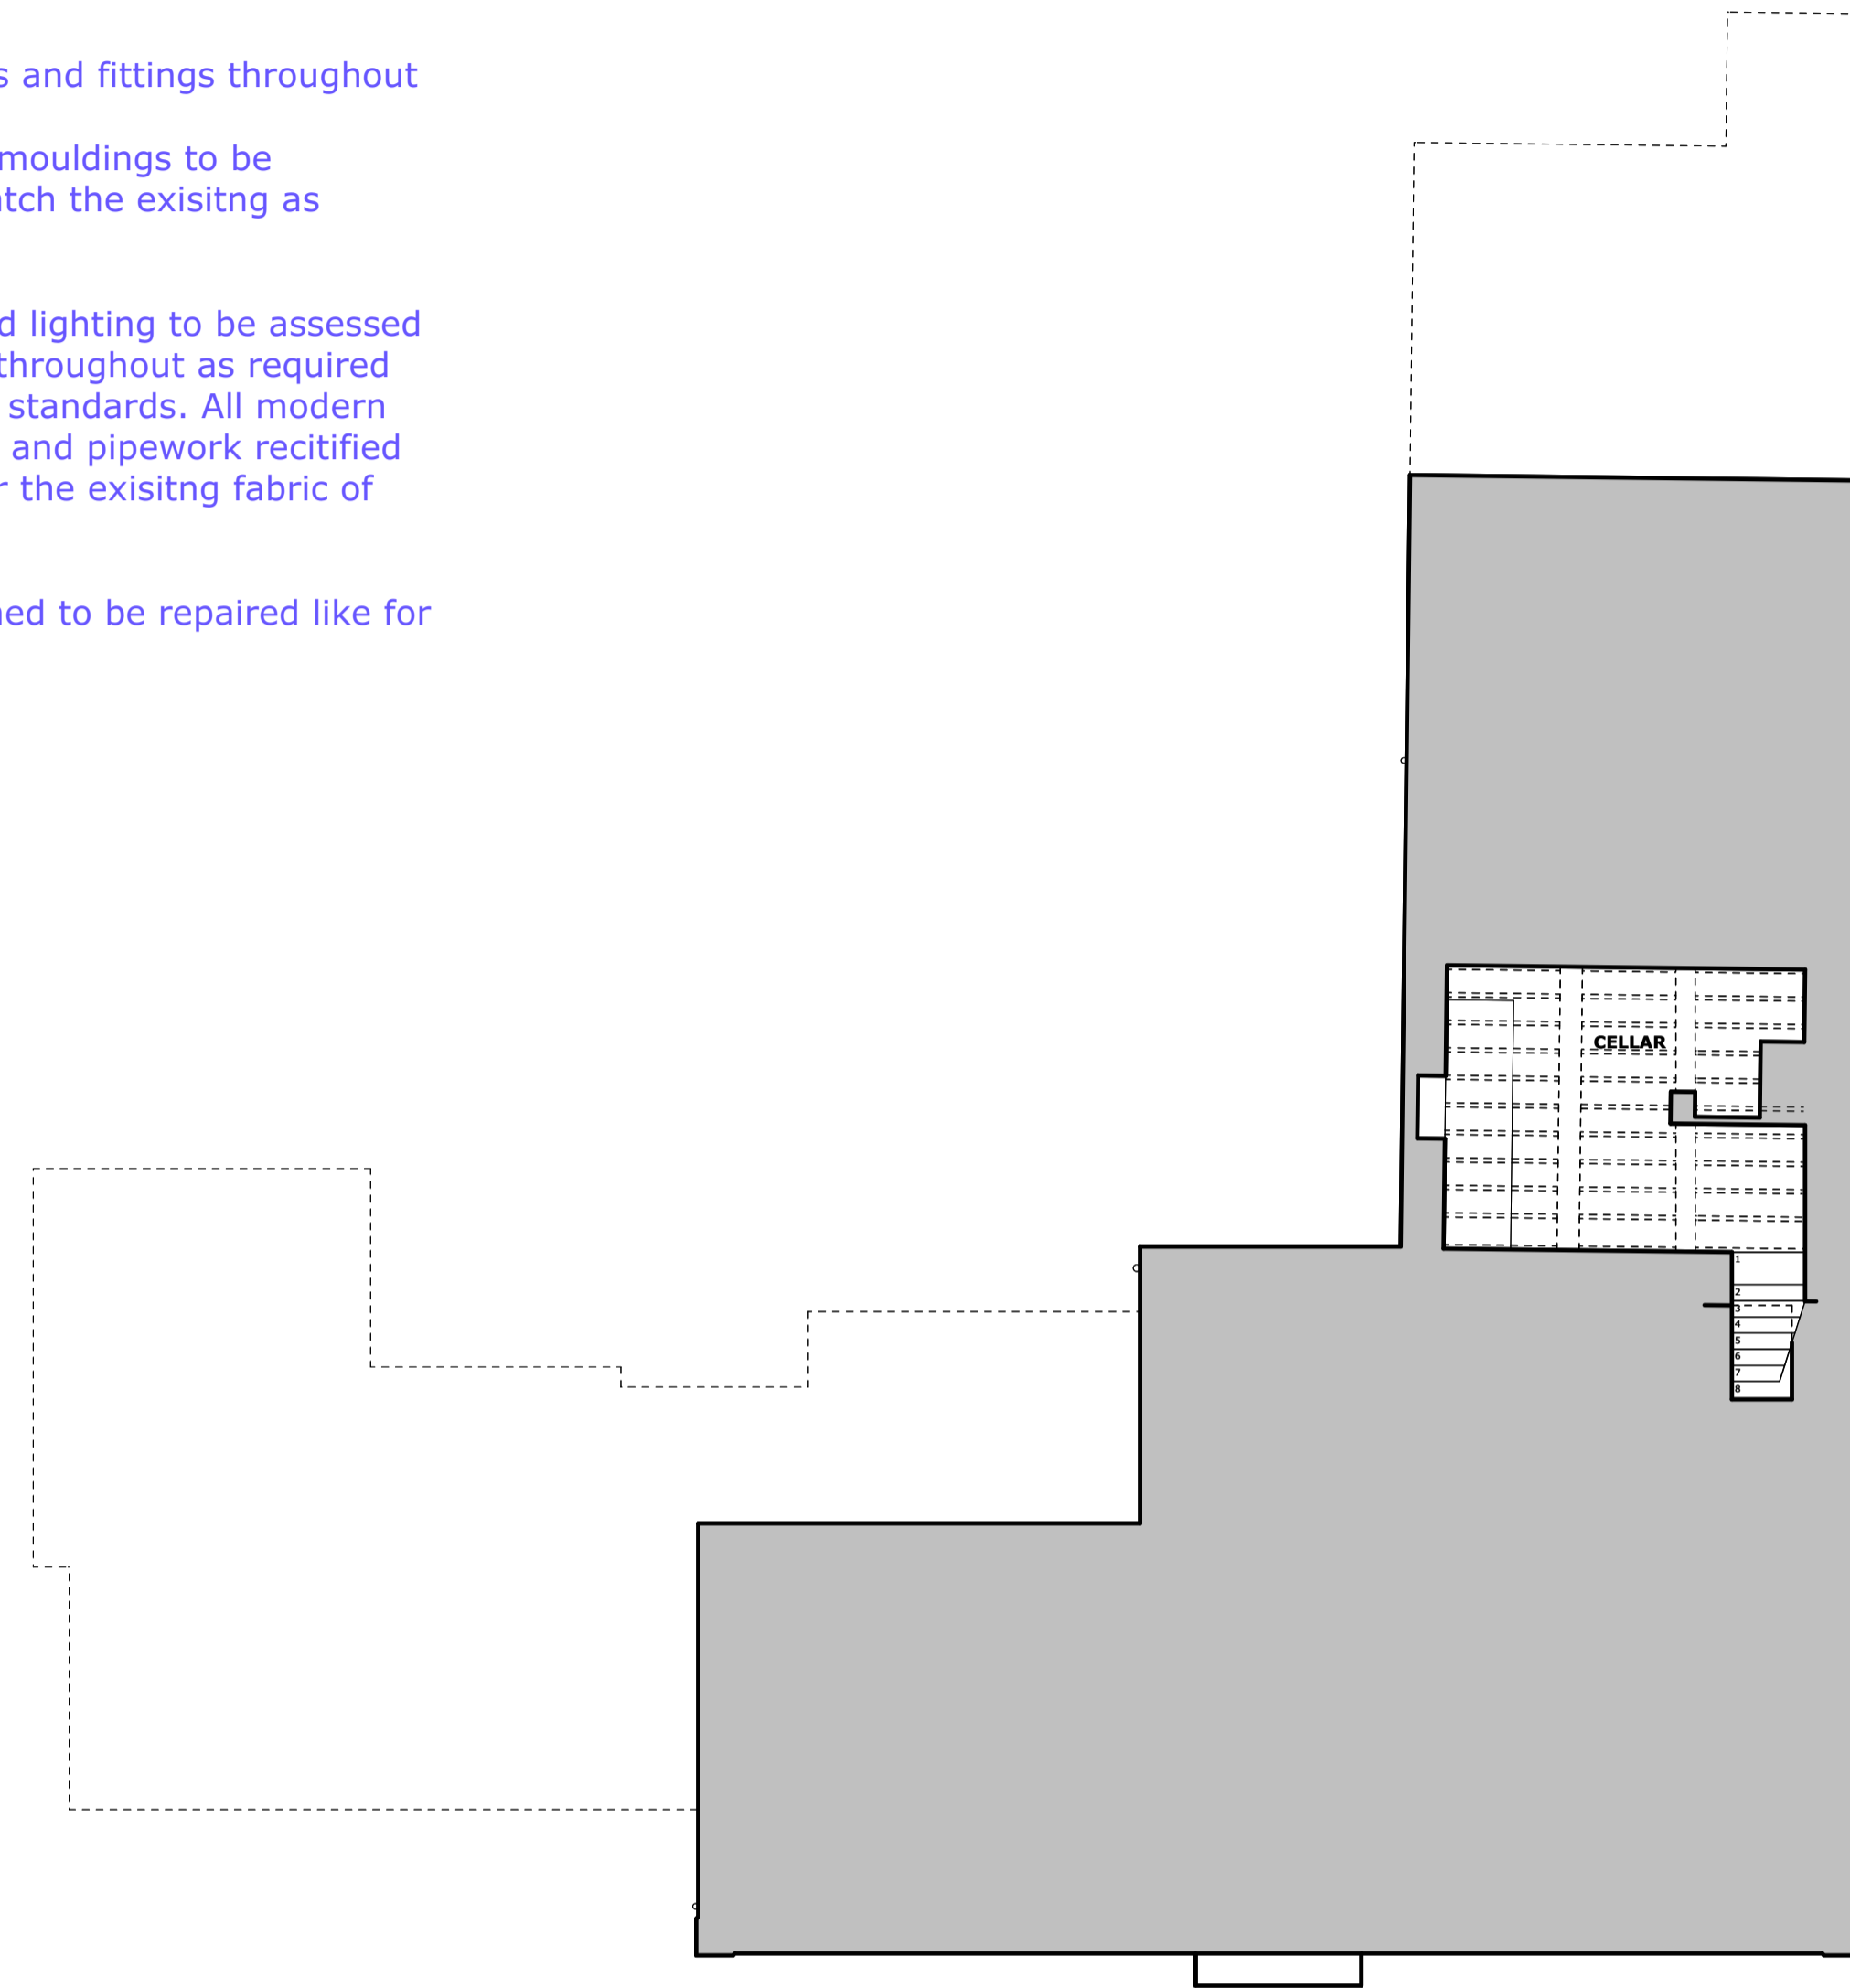 s and fittings throughout
mouldings to be
atch the exisitng as
d lighting to be assessed
throughout as required
standards. All modern
and pipework recitified
r the exisitng fabric of
ned to be repaired like for
CELLAR
1
2
3
4
5
6
7
8